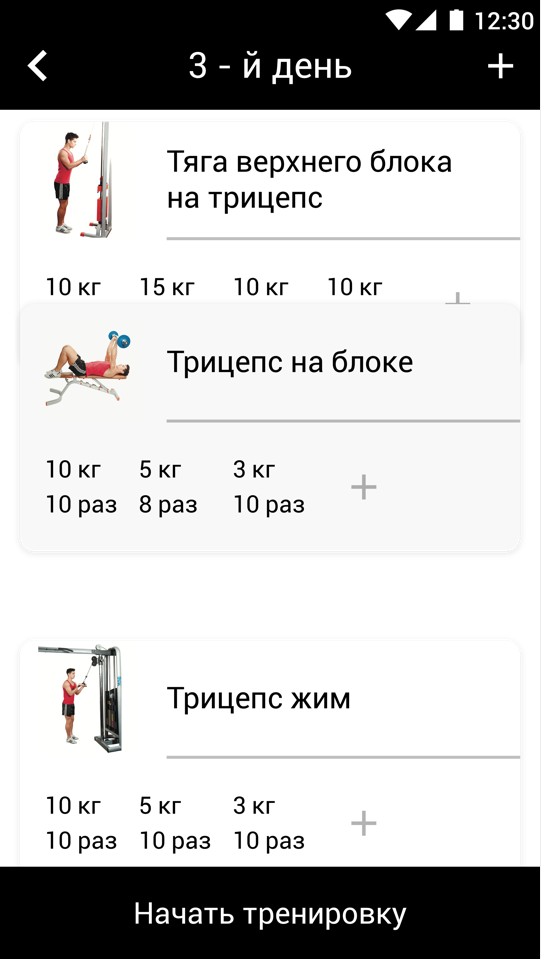 12:30
3 - й день
Тяга верхнего блока
на трицепс
10 кг 15 кг 10 кг 10 кг
Трицепс на блоке
10 кг 5 кг 3 кг
10 раз 8 раз 10 раз
Трицепс жим
10 кг 5 кг 3 кг
10 раз 10 раз 10 раз
Начать тренировку